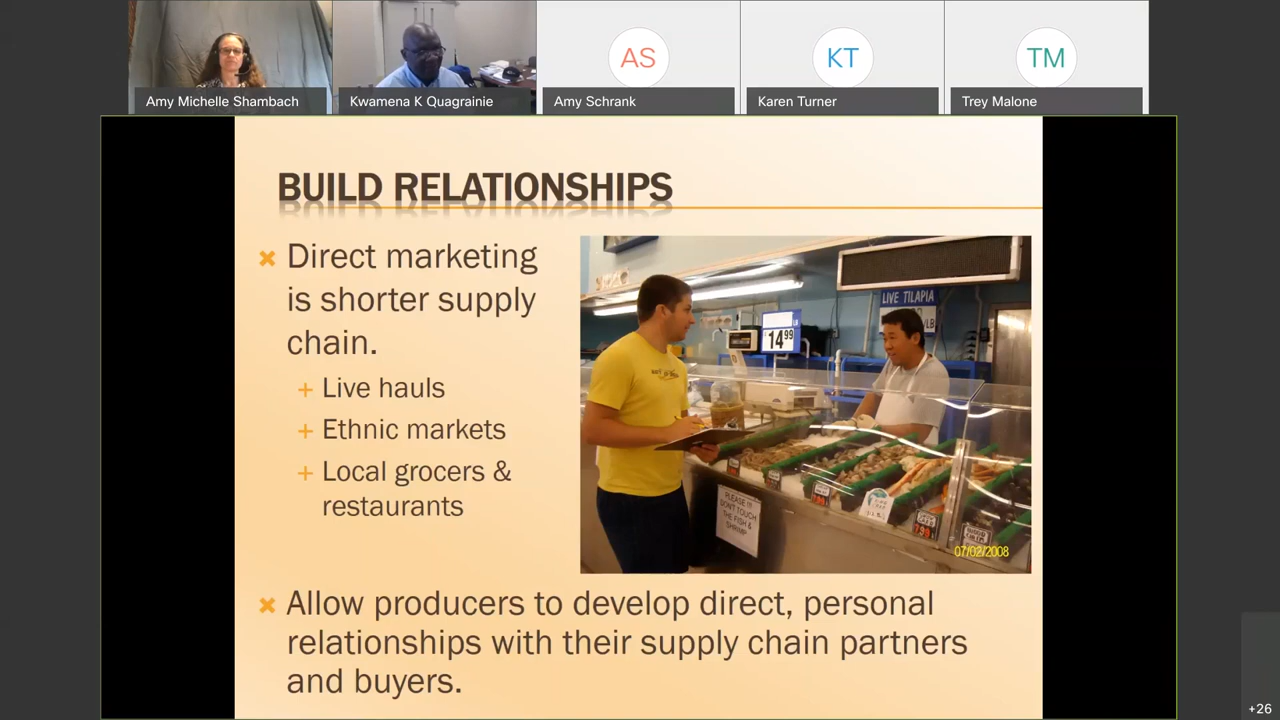 AS
KT
TM
Amy Michelle Shambach
Kwamena K Quagrainie
Amy Schrank
Karen Turner
Trey Malone
BUILD RELATIONSHIPS
Direct marketing
is shorter supply
chain.
Live hauls
Ethnic markets
Local grocers &
restaurants
LIVE TILAPIA
14 99
PLEASE !!!
DON'T TOUCH
THE FISH &
SHRIMP
07/02/2008
Allow producers to develop direct, personal
relationships with their supply chain partners
and buyers.
+26